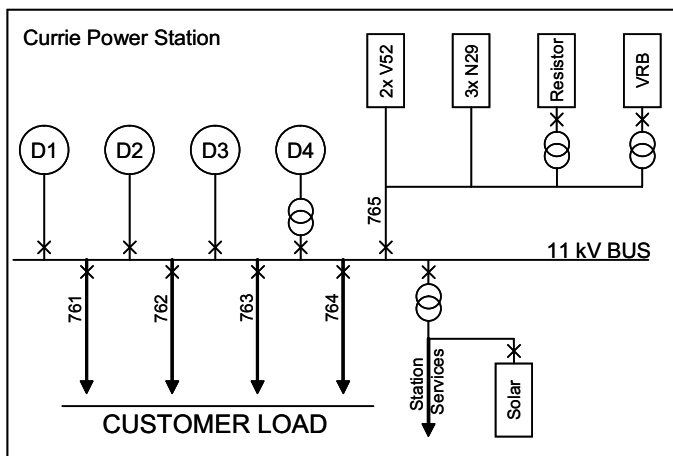 Currie Power Station
2x V52
3x N29
Resistor
VRB
D1
D2
D3
D4
765
11 kV BUS
761
762
763
764
Station
Services
Solar
CUSTOMER LOAD